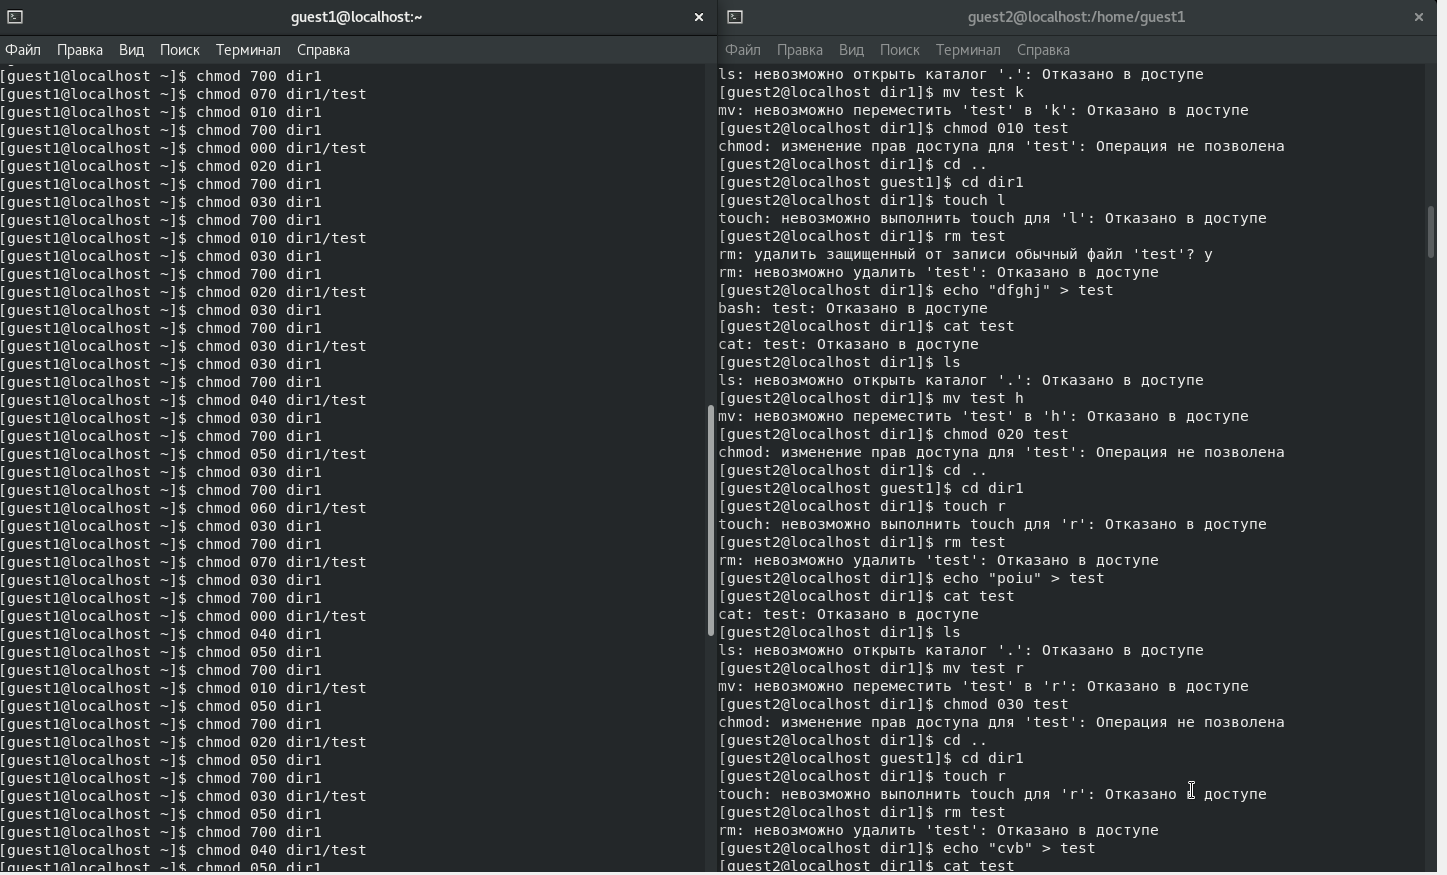 guest1@localhost:~
Файл Правка Вид Поиск Терминал Справка
[guest1@localhost ~]$ chmod 700 dir1
[guest1@localhost ~]$ chmod 070 dir1/test
[guest1@localhost ~]$ chmod 010 dir1
[guest1@localhost ~]$ chmod 700 dir1
[guest1@localhost ~]$ chmod 000 dir1/test
[guest1@localhost ~]$ chmod 020 dir1
[guest1@localhost ~]$ chmod 700 dir1
[guest1@localhost ~]$ chmod 030 dir1
[guest1@localhost ~]$ chmod 700 dir1
[guest1@localhost ~]$ chmod 010 dir1/test
[guest1@localhost ~]$ chmod 030 dir1
[guest1@localhost ~]$ chmod 700 dir1
[guest1@localhost ~]$ chmod 020 dir1/test
[guest1@localhost ~]$ chmod 030 dir1
[guest1@localhost ~]$ chmod 700 dir1
[guest1@localhost ~]$ chmod 030 dir1/test
[guest1@localhost ~]$ chmod 030 dir1
[guest1@localhost ~]$ chmod 700 dir1
[guest1@localhost ~]$ chmod 040 dir1/test
[guest1@localhost ~]$ chmod 030 dir1
[guest1@localhost ~]$ chmod 700 dir1
[guest1@localhost ~]$ chmod 050 dir1/test
[guest1@localhost ~]$ chmod 030 dir1
[guest1@localhost ~]$ chmod 700 dir1
[guest1@localhost ~]$ chmod 060 dir1/test
[guest1@localhost ~]$ chmod 030 dir1
[guest1@localhost ~]$ chmod 700 dir1
[guest1@localhost ~]$ chmod 070 dir1/test
[guest1@localhost ~]$ chmod 030 dir1
[guest1@localhost ~]$ chmod 700 dir1
[guest1@localhost ~]$ chmod 000 dir1/test
[guest1@localhost ~]$ chmod 040 dir1
[guest1@localhost ~]$ chmod 050 dir1
[guest1@localhost ~]$ chmod 700 dir1
[guest1@localhost ~]$ chmod 010 dir1/test
[guest1@localhost ~]$ chmod 050 dir1
[guest1@localhost ~]$ chmod 700 dir1
[guest1@localhost ~]$ chmod 020 dir1/test
[guest1@localhost ~]$ chmod 050 dir1
[guest1@localhost ~]$ chmod 700 dir1
[guest1@localhost ~]$ chmod 030 dir1/test
[guest1@localhost ~]$ chmod 050 dir1
[guest1@localhost ~]$ chmod 700 dir1
[guest1@localhost ~]$ chmod 040 dir1/test
[guest1@localhost ~]$ chmod 050 dir1
guest2@localhost:/home/guest1
Файл Правка Вид Поиск Терминал Справка
ls: невозможно открыть каталог '.': Отказано в доступе
[guest2@localhost dir1]$ mv test k
mv: невозможно переместить 'test' в 'k': Отказано в доступе
[guest2@localhost dir1]$ chmod 010 test
chmod: изменение прав доступа для 'test': Операция не позволена
[guest2@localhost dir1]$ cd ..
[guest2@localhost guest1]$ cd dir1
[guest2@localhost dir1]$ touch l
touch: невозможно выполнить touch для 'l': Отказано в доступе
[guest2@localhost dir1]$ rm test
rm: удалить защищенный от записи обычный файл 'test'? y
rm: невозможно удалить 'test': Отказано в доступе
[guest2@localhost dir1]$ echo "dfghj" > test
bash: test: Отказано в доступе
[guest2@localhost dir1]$ cat test
cat: test: Отказано в доступе
[guest2@localhost dir1]$ ls
ls: невозможно открыть каталог '.': Отказано в доступе
[guest2@localhost dir1]$ mv test h
mv: невозможно переместить 'test' в 'h': Отказано в доступе
[guest2@localhost dir1]$ chmod 020 test
chmod: изменение прав доступа для 'test': Операция не позволена
[guest2@localhost dir1]$ cd ..
[guest2@localhost guest1]$ cd dir1
[guest2@localhost dir1]$ touch r
touch: невозможно выполнить touch для 'r': Отказано в доступе
[guest2@localhost dir1]$ rm test
rm: невозможно удалить 'test': Отказано в доступе
[guest2@localhost dir1]$ echo "poiu" > test
[guest2@localhost dir1]$ cat test
cat: test: Отказано в доступе
[guest2@localhost dir1]$ ls
ls: невозможно открыть каталог '.': Отказано в доступе
[guest2@localhost dir1]$ mv test r
mv: невозможно переместить 'test' в 'r': Отказано в доступе
[guest2@localhost dir1]$ chmod 030 test
chmod: изменение прав доступа для 'test': Операция не позволена
[guest2@localhost dir1]$ cd ..
[guest2@localhost guest1]$ cd dir1
[guest2@localhost dir1]$ touch r
touch: невозможно выполнить touch для 'r': Отказано в доступе
[guest2@localhost dir1]$ rm test
rm: невозможно удалить 'test': Отказано в доступе
[guest2@localhost dir1]$ echo "cvb" > test
[guest2@localhost dir1]$ cat test